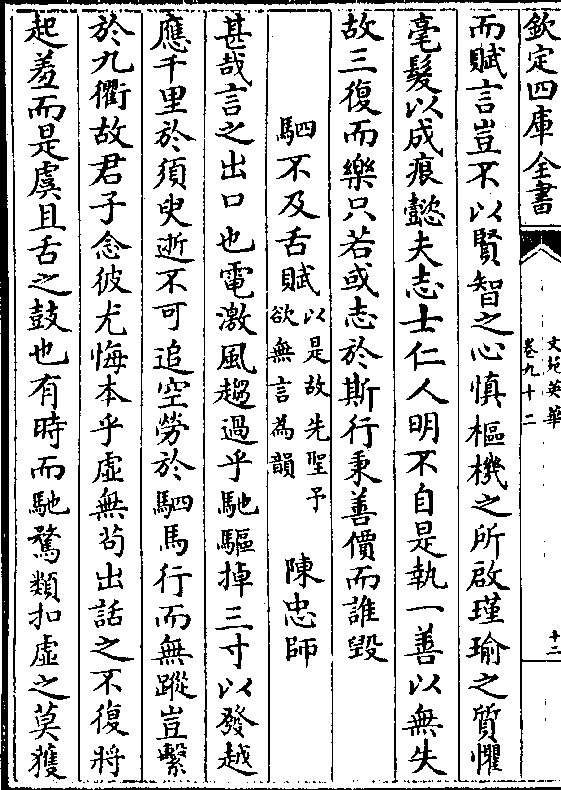 欽定四庫全書
文苑英華
卷九十二
十二
而賦言豈不以賢智之心慎樞機之所啟瑾瑜之質懼
毫髮以成痕懿夫志士仁人明不自是執一善以無失
故三復而樂只若或志於斯行秉善價而誰毀
駟不及舌賦
以是故先聖予
欲無言為韻
陳忠師
甚哉言之出口也電激風趨過乎馳驅掉三寸以發越
應千里於須臾逝不可追空勞於駟馬行而無蹤豈繫
於九衢故君子念彼尤悔本乎虛無苟出話之不復將
起羞而是虞且舌之鼓也有時而馳騖類扣虛之莫獲